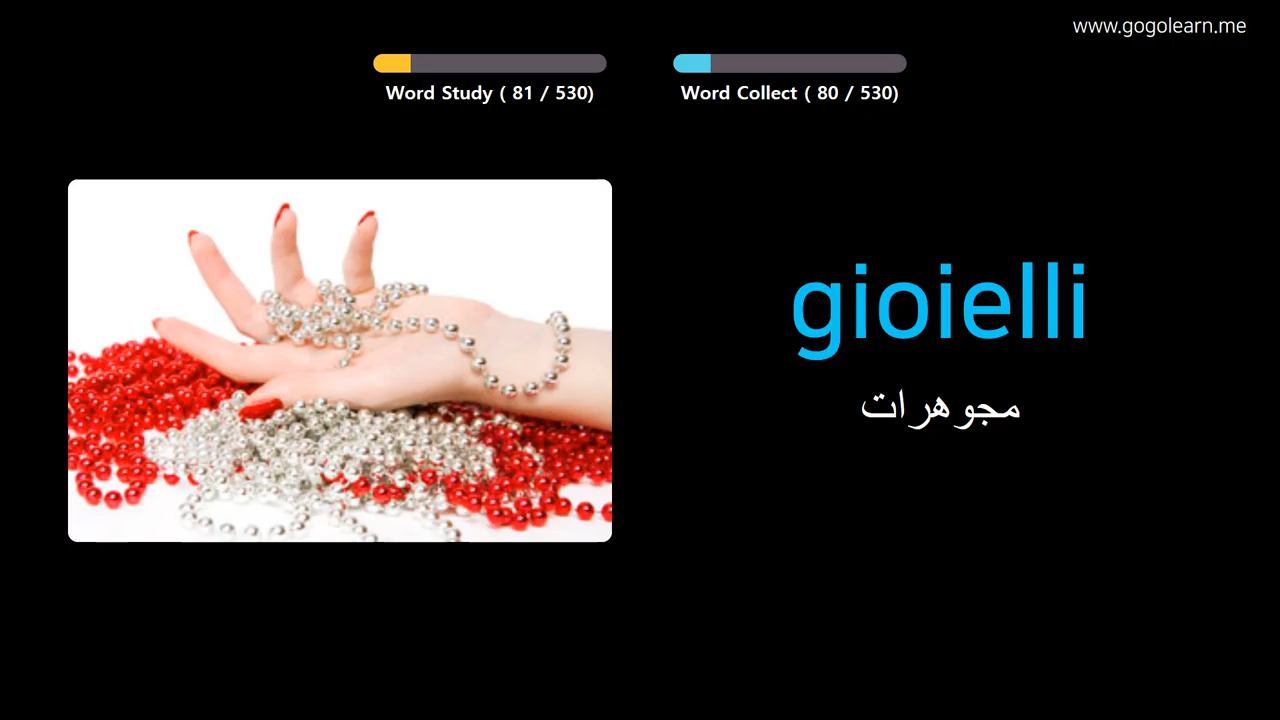 www.gogolearn.me
Word Study ( 81 / 530)
Word Collect ( 80 / 530)
gioielli
مجوهرات